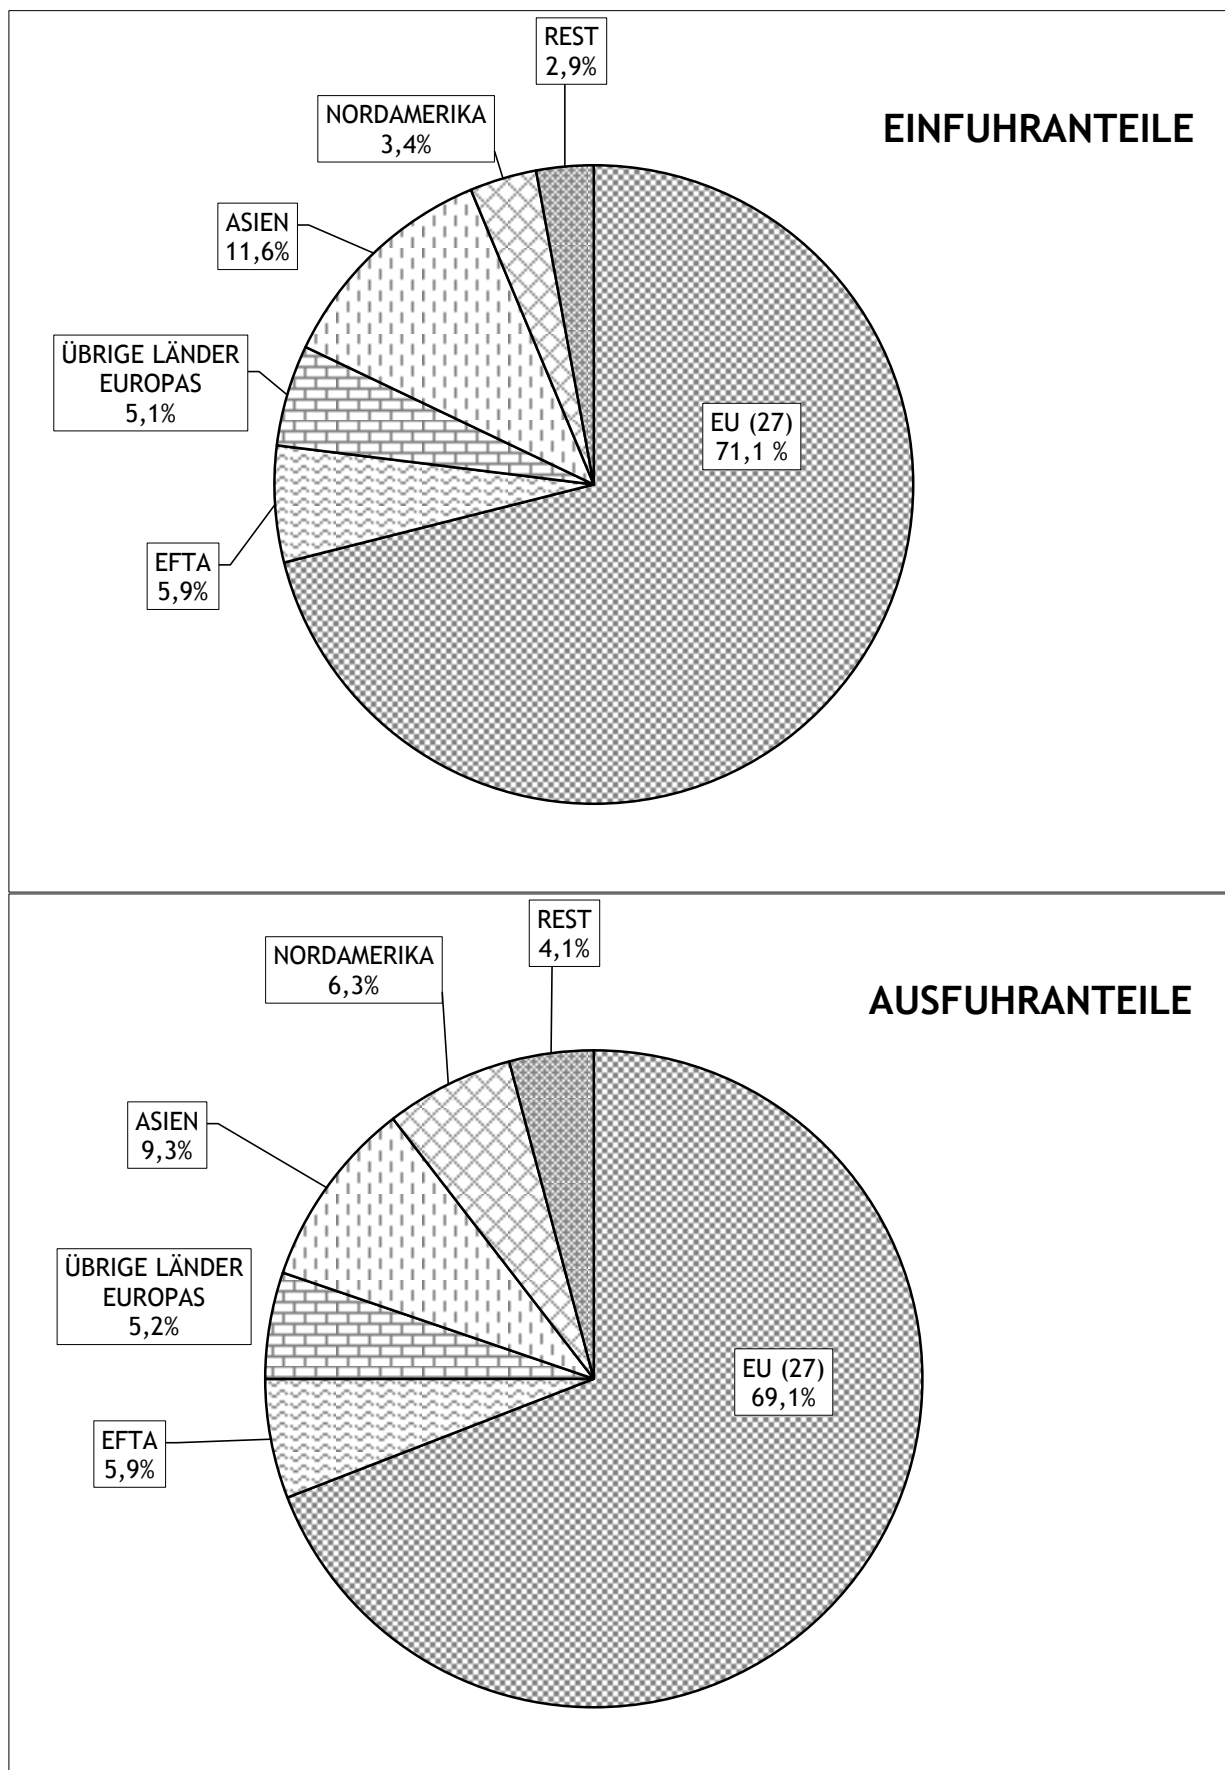 REST
2,9%
NORDAMERIKA
3,4%
EINFUHRANTEILE
ASIEN
11,6%
ÜBRIGE LÄNDER
EUROPAS
5,1%
EU (27)
71,1 %
EFTA
5,9%
REST
4,1%
NORDAMERIKA
6,3%
AUSFUHRANTEILE
ASIEN
9,3%
ÜBRIGE LÄNDER
EUROPAS
5,2%
EU (27)
69,1%
EFTA
5,9%